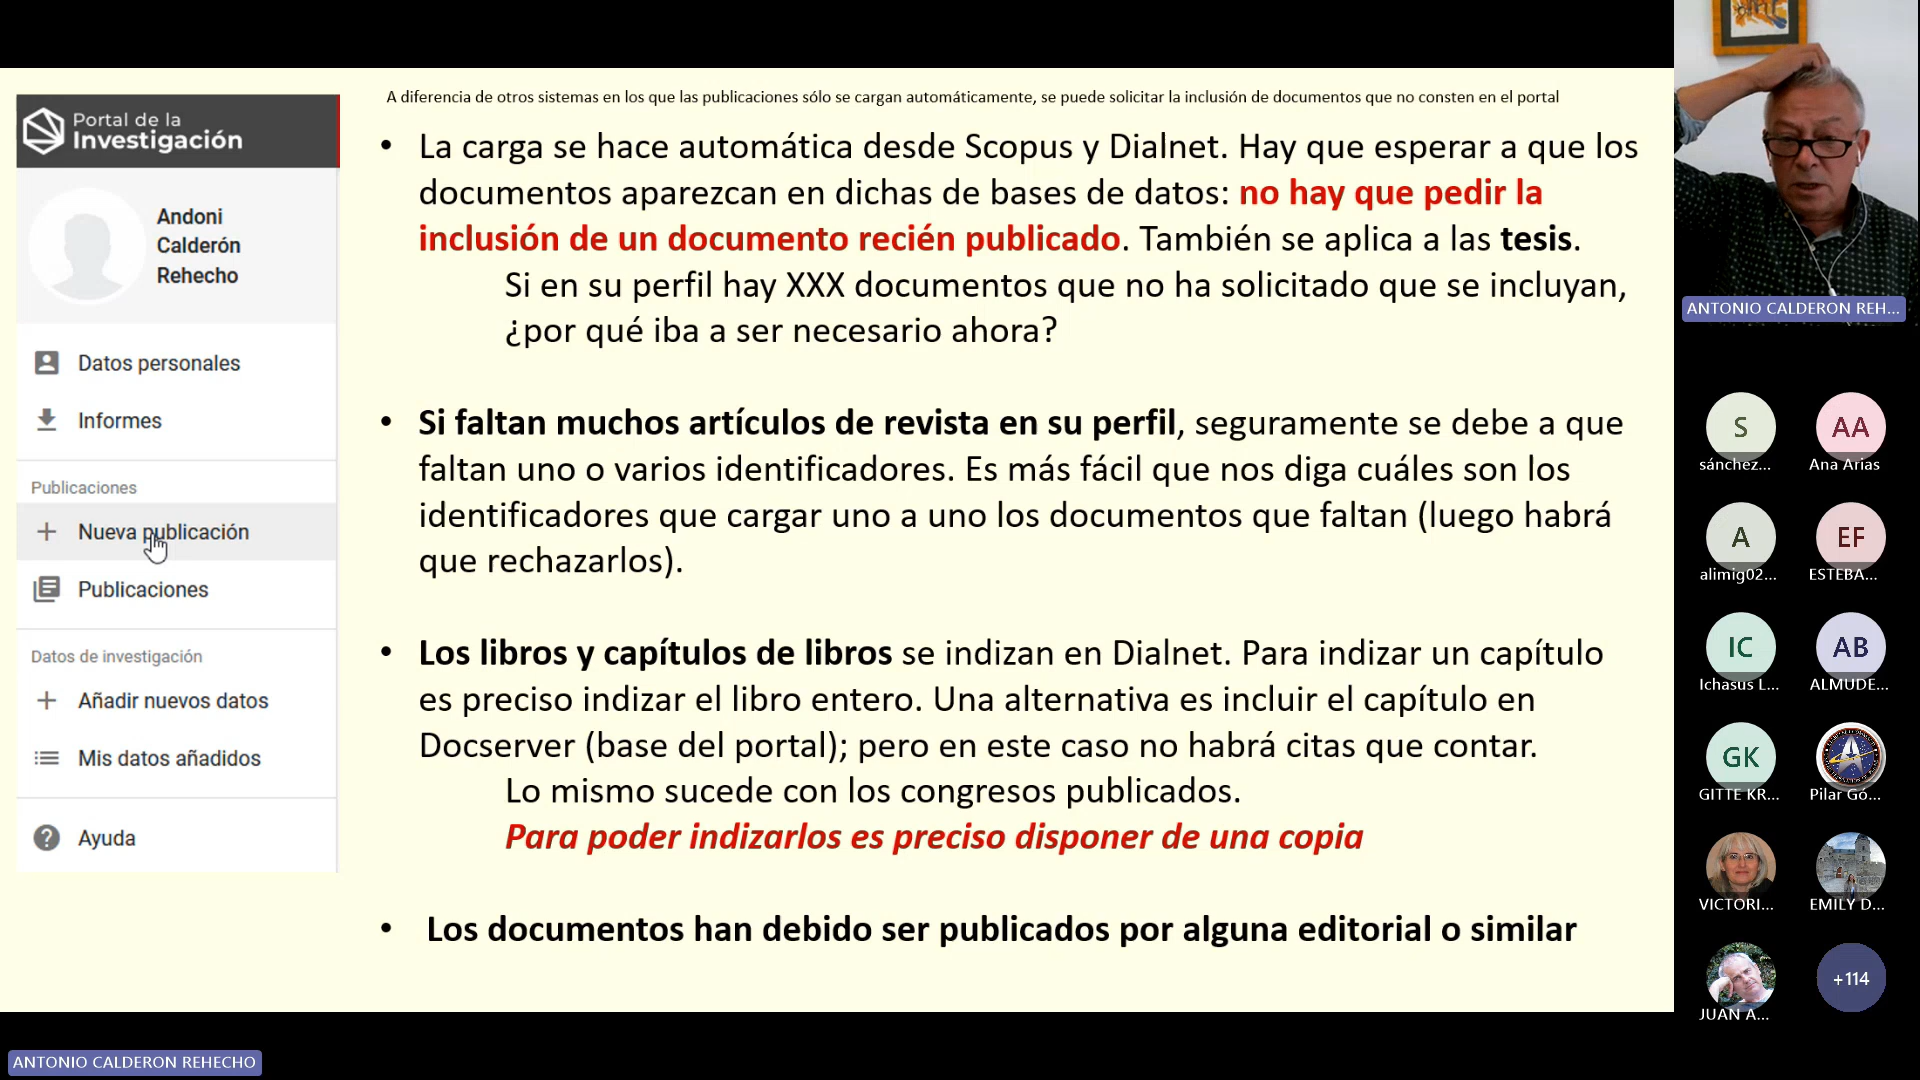 A diferencia de otros sistemas en los que las publicaciones sólo se cargan automáticamente, se puede solicitar la inclusión de documentos que no consten en el portal
Portal de la
Investigación
Andoni
Calderón
Rehecho
Datos personales
Informes
Publicaciones
Nueva publicación
Publicaciones
Datos de investigación
Añadir nuevos datos
Mis datos añadidos
Ayuda
• La carga se hace automática desde Scopus y Dialnet. Hay que esperar a que los
documentos aparezcan en dichas de bases de datos: no hay que pedir la
inclusión de un documento recién publicado. También se aplica a las tesis.
Si en su perfil hay XXX documentos que no ha solicitado que se incluyan,
¿por qué iba a ser necesario ahora?
• Si faltan muchos artículos de revista en su perfil, seguramente se debe a que
faltan uno o varios identificadores. Es más fácil que nos diga cuáles son los
identificadores que cargar uno a uno los documentos que faltan (luego habrá
que rechazarlos).
• Los libros y capítulos de libros se indizan en Dialnet. Para indizar un capítulo
es preciso indizar el libro entero. Una alternativa es incluir el capítulo en
Docserver (base del portal); pero en este caso no habrá citas que contar.
Lo mismo sucede con los congresos publicados.
Para poder indizarlos es preciso disponer de una copia
• Los documentos han debido ser publicados por alguna editorial o similar
ANTONIO CALDERON REH...
S
sánchez...
AA
Ana Arias
A
alimig02...
EF
ESTEBA...
IC
Ichasus L...
AB
ALMUDE...
GK
GITTE KR...
Pilar Gó...
VICTORI...
EMILY D...
JUAN A...
+114
ANTONIO CALDERON REHECHO